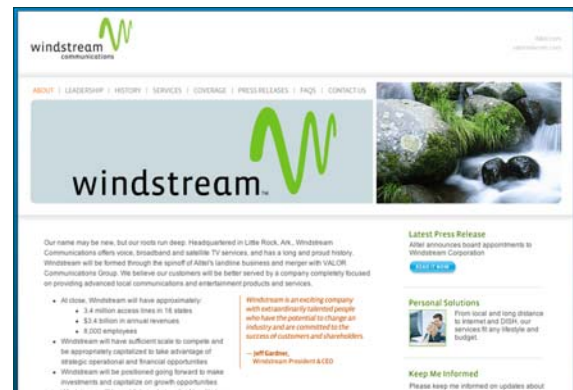 windstream
communications
Alltel.com
ABOUT | LEADERSHIP | HISTORY | SERVICES | COVERAGE | PRESS RELEASES | FAQS | CONTACT US
windstream
Our name may be new, but our roots run deep. Headquartered in Little Rock, Ark., Windstream
Communications offers voice, broadband and satellite TV services, and has a long and proud history.
Windstream will be formed through the spinoff of Alltel's landline business and merger with VALOR
Communications Group. We believe our customers will be better served by a company completely focused
on providing advanced local communications and entertainment products and services.
At close, Windstream will have approximately:
3.4 million access lines in 16 states
$3.4 billion in annual revenues
8,000 employees
Windstream will have sufficient scale to compete and
be appropriately capitalized to take advantage of
strategic operational and financial opportunities
Windstream will be positioned going forward to make
investments and capitalize on growth opportunities
Windstream is an exciting company
with extraordinarily talented people
who have the potential to change an
industry and are committed to the
success of customers and shareholders.
— Jeff Gardner,
Windstream President & CEO
Latest Press Release
Alltel announces board appointments to
Windstream Corporation
READ IT NOW
Personal Solutions
From local and long distance
to Internet and DISH, our
services fit any lifestyle and
budget.
Keep Me Informed
Please keep me informed on updates about